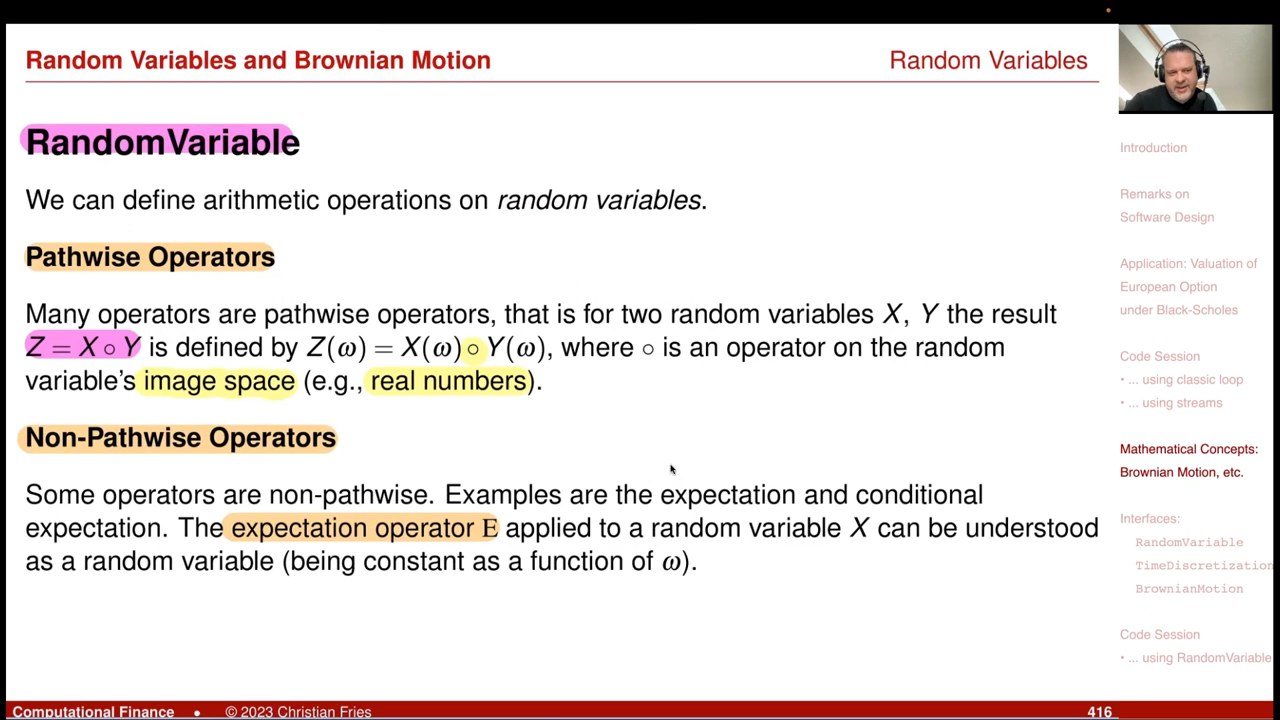 Random Variables and Brownian Motion
Random Variables
RandomVariable
We can define arithmetic operations on random variables.
Pathwise Operators
Many operators are pathwise operators, that is for two random variables X, Y the result
Z = X ∘ Y is defined by Z(ω) = X(ω) ∘ Y(ω), where ∘ is an operator on the random
variable's image space (e.g., real numbers).
Non-Pathwise Operators
Some operators are non-pathwise. Examples are the expectation and conditional
expectation. The expectation operator E applied to a random variable X can be understood
as a random variable (being constant as a function of ω).
Introduction
Remarks on
Software Design
Application: Valuation of
European Option
under Black-Scholes
Code Session
• ... using classic loop
• ... using streams
Mathematical Concepts:
Brownian Motion, etc.
Interfaces:
RandomVariable
TimeDiscretization
BrownianMotion
Code Session
• ... using RandomVariable
Computational Finance • © 2023 Christian Fries
416